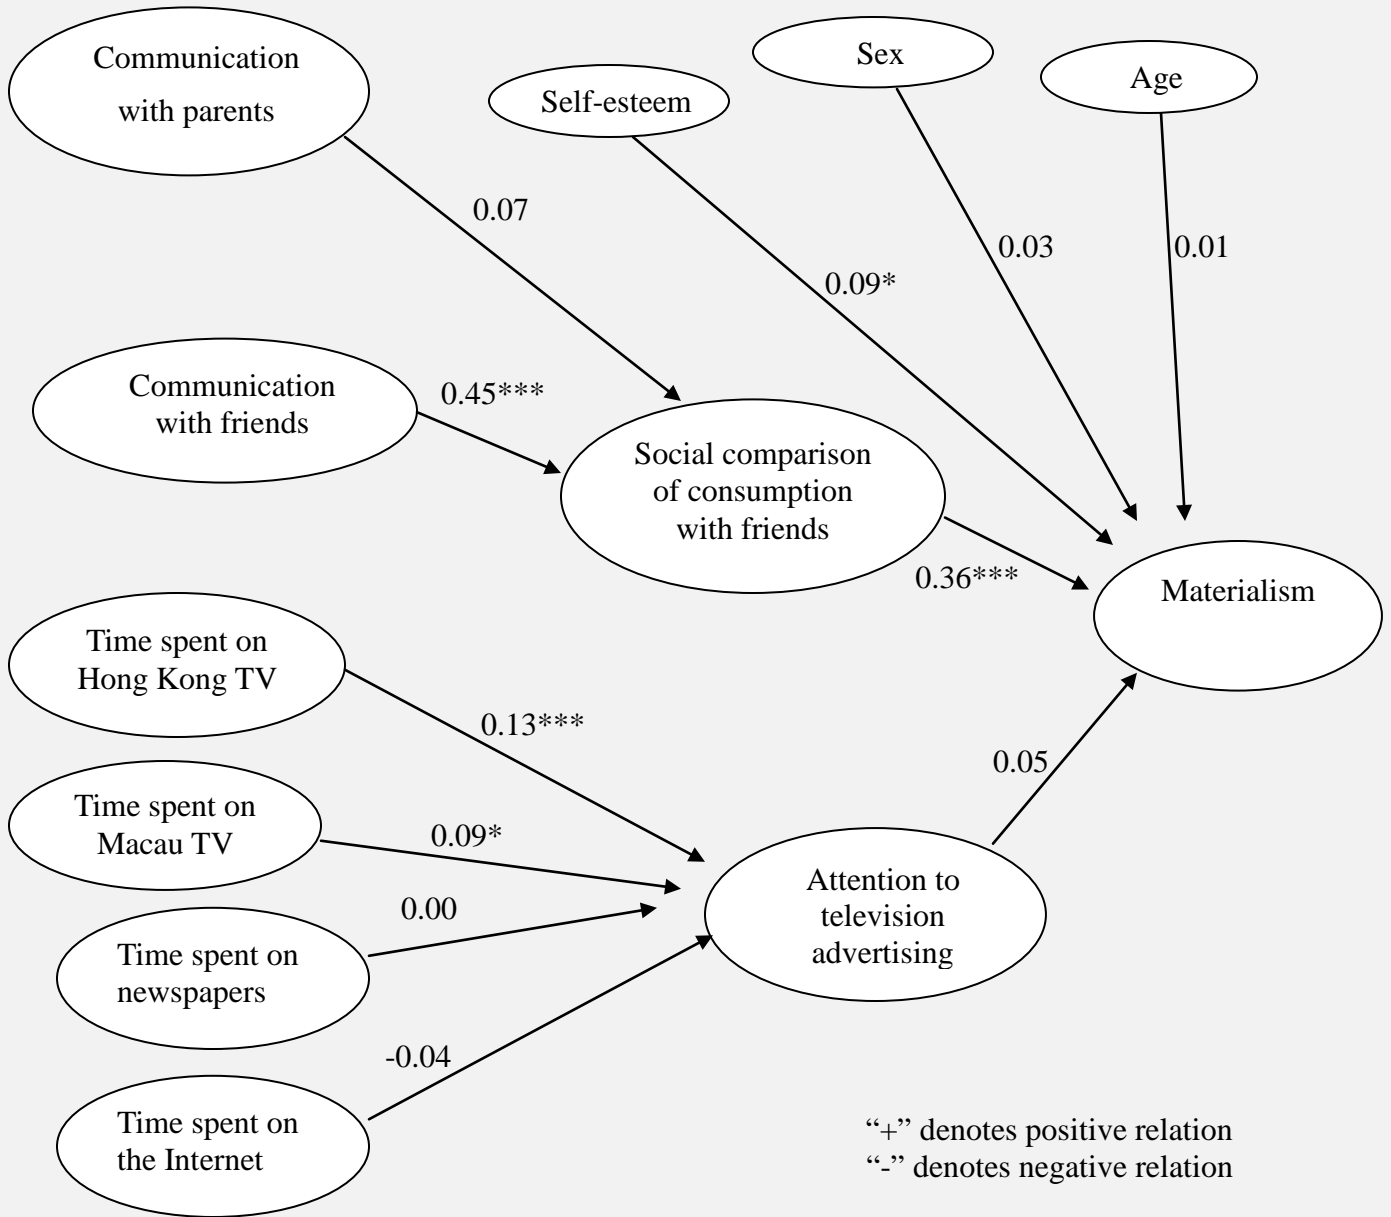 Communication
with parents
Self-esteem
Sex
Age
0.07
0.09*
0.03
0.01
Communication
with friends
0.45***
Social comparison
of consumption
with friends
0.36***
Materialism
Time spent on
Hong Kong TV
0.13***
Time spent on
Macau TV
0.09*
0.05
Time spent on
newspapers
0.00
Attention to
television
advertising
Time spent on
the Internet
-0.04
“+” denotes positive relation
“-” denotes negative relation